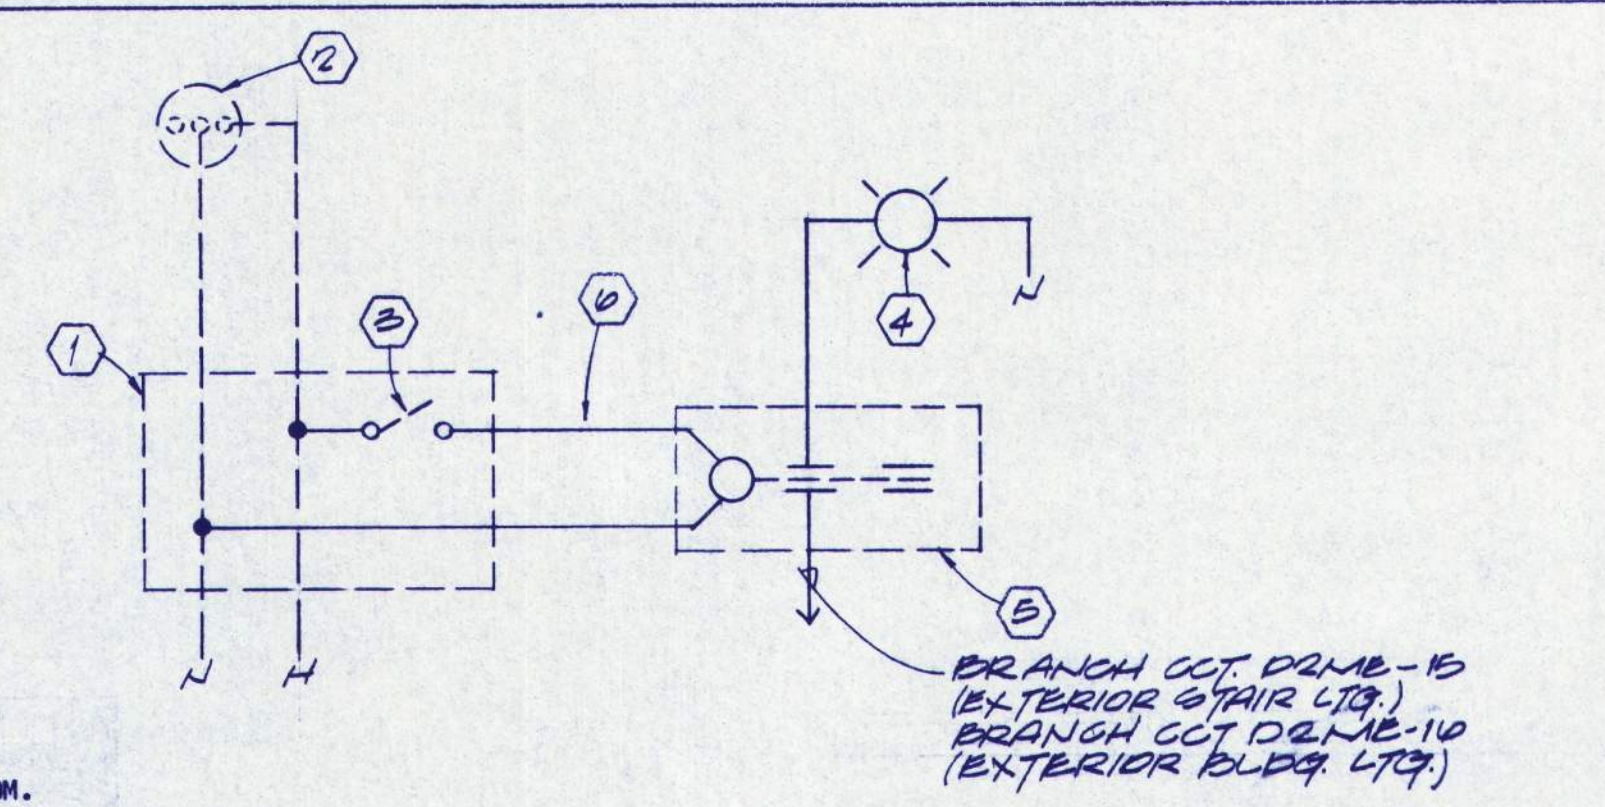 2
6
3
4
1
N
5
N
H
BRANCH CCT. D2ME-15
(EXTERIOR STAIR LTG.)
BRANCH CCT D2ME-16
(EXTERIOR BLDG. LTG.)
OM.